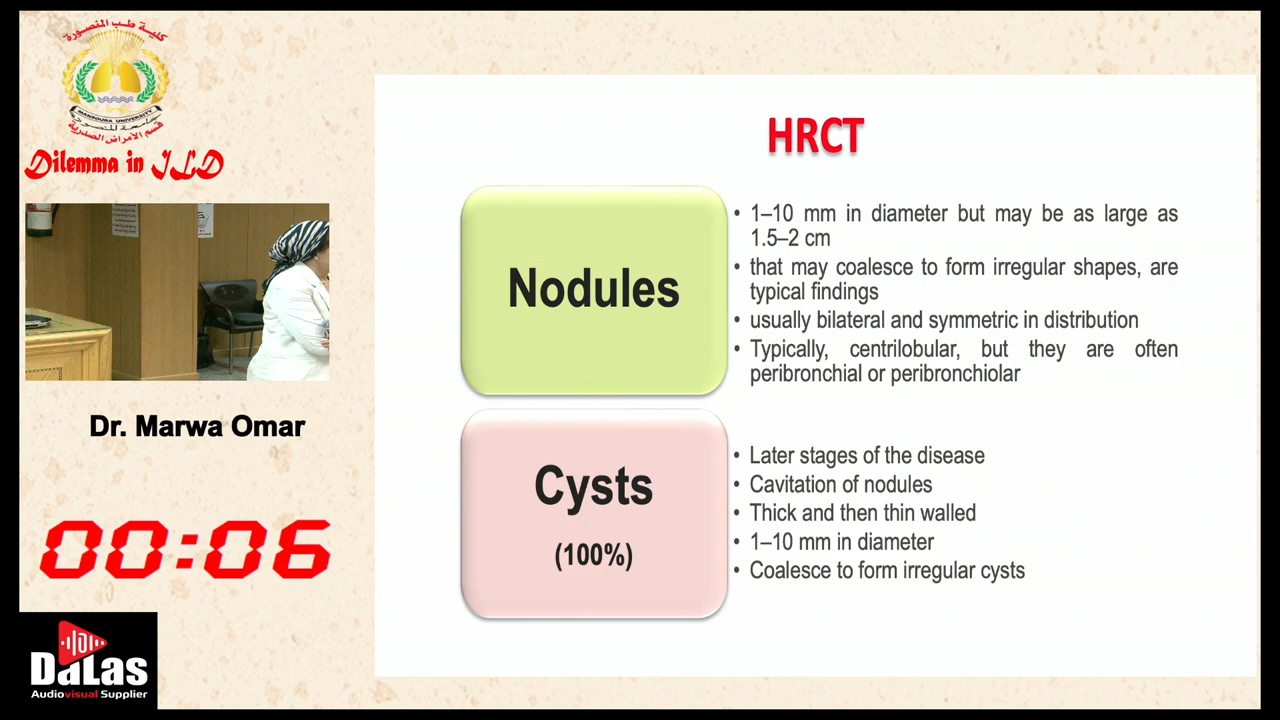 كلية طب المنصورة
MANSOURA UNIVERSITY
جامعة المنصورة
قسم الأمراض الصدرية
Dilemma in ILD
Dr. Marwa Omar
00:06
DaLas
Audiovisual Supplier
HRCT
Nodules
• 1–10 mm in diameter but may be as large as
1.5–2 cm
• that may coalesce to form irregular shapes, are
typical findings
• usually bilateral and symmetric in distribution
• Typically, centrilobular, but they are often
peribronchial or peribronchiolar
Cysts
(100%)
• Later stages of the disease
• Cavitation of nodules
• Thick and then thin walled
• 1–10 mm in diameter
• Coalesce to form irregular cysts